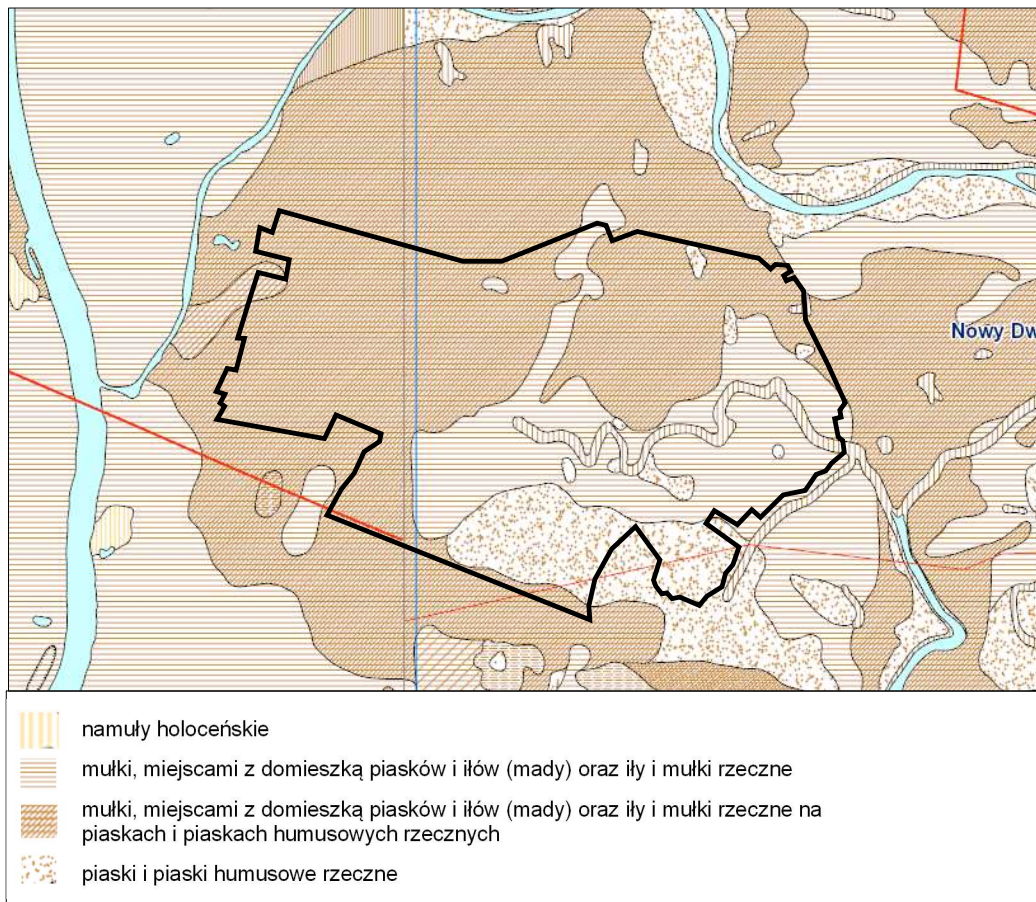 Nowy Dw
namuły holoceńskie
mułki, miejscami z domieszką piasków i iłów (mady) oraz iły i mułki rzeczne
mułki, miejscami z domieszką piasków i iłów (mady) oraz iły i mułki rzeczne na
piaskach i piaskach humusowych rzecznych
piaski i piaski humusowe rzeczne